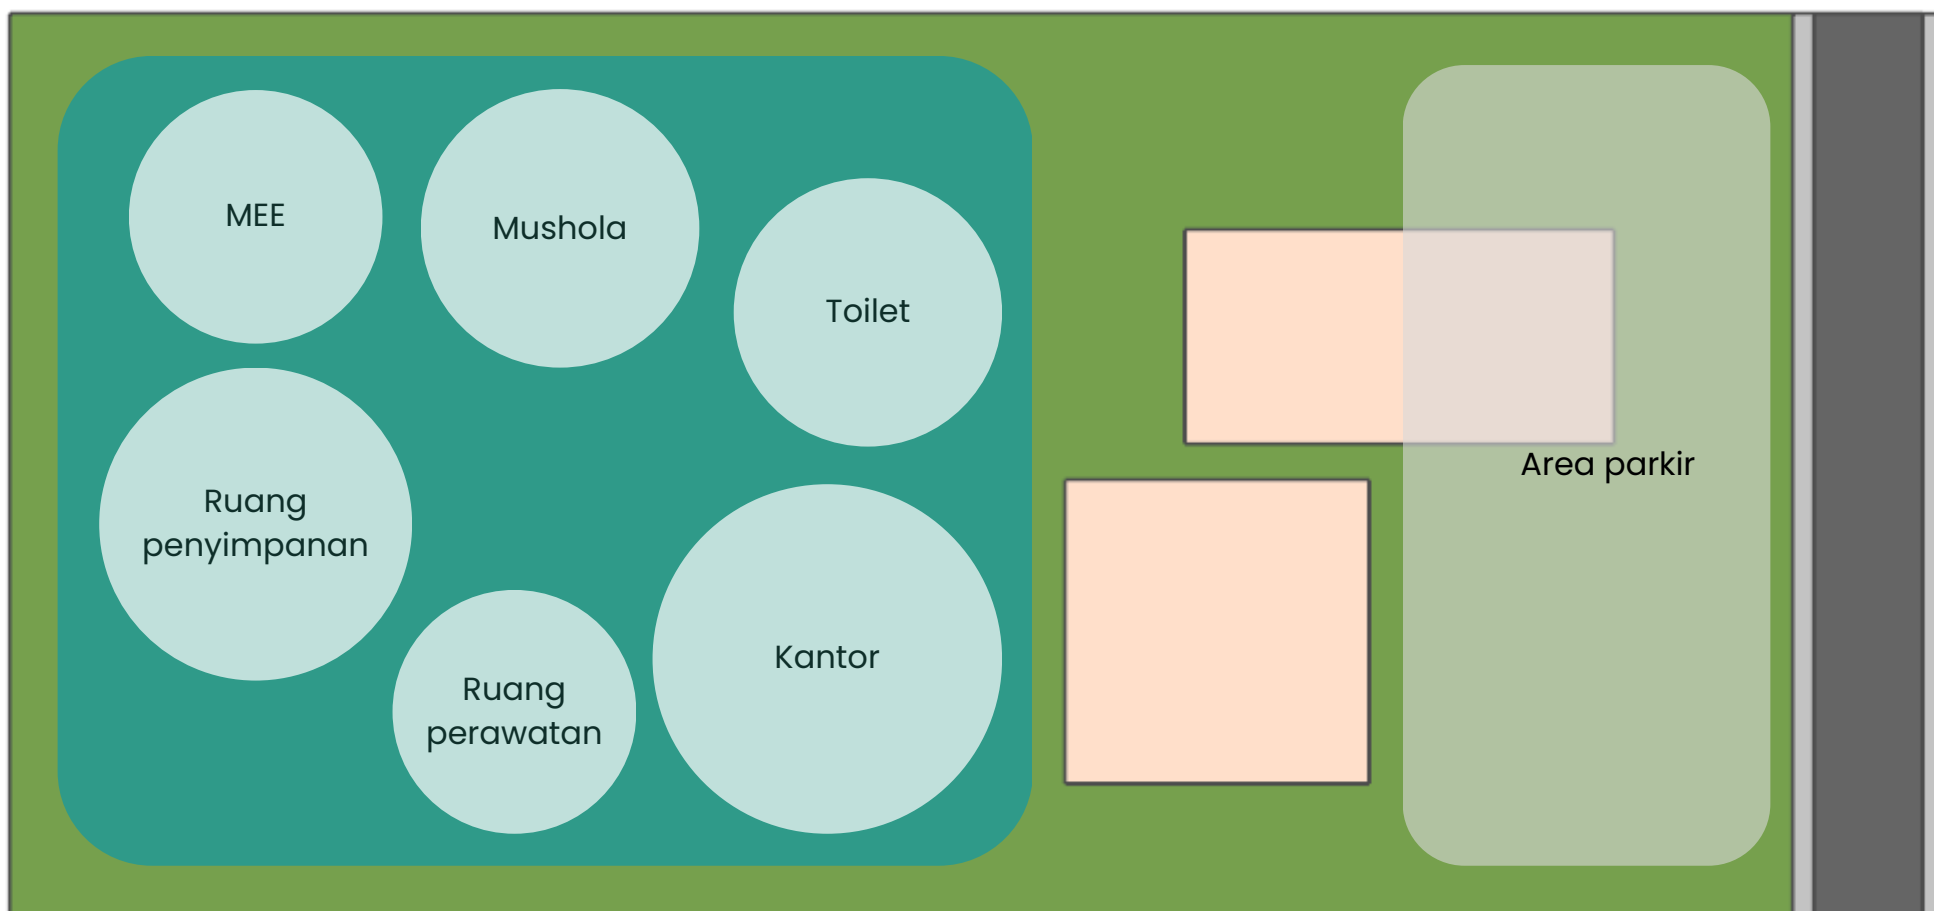 MEE
Mushola
Toilet
Area parkir
Ruang
penyimpanan
Kantor
Ruang
perawatan